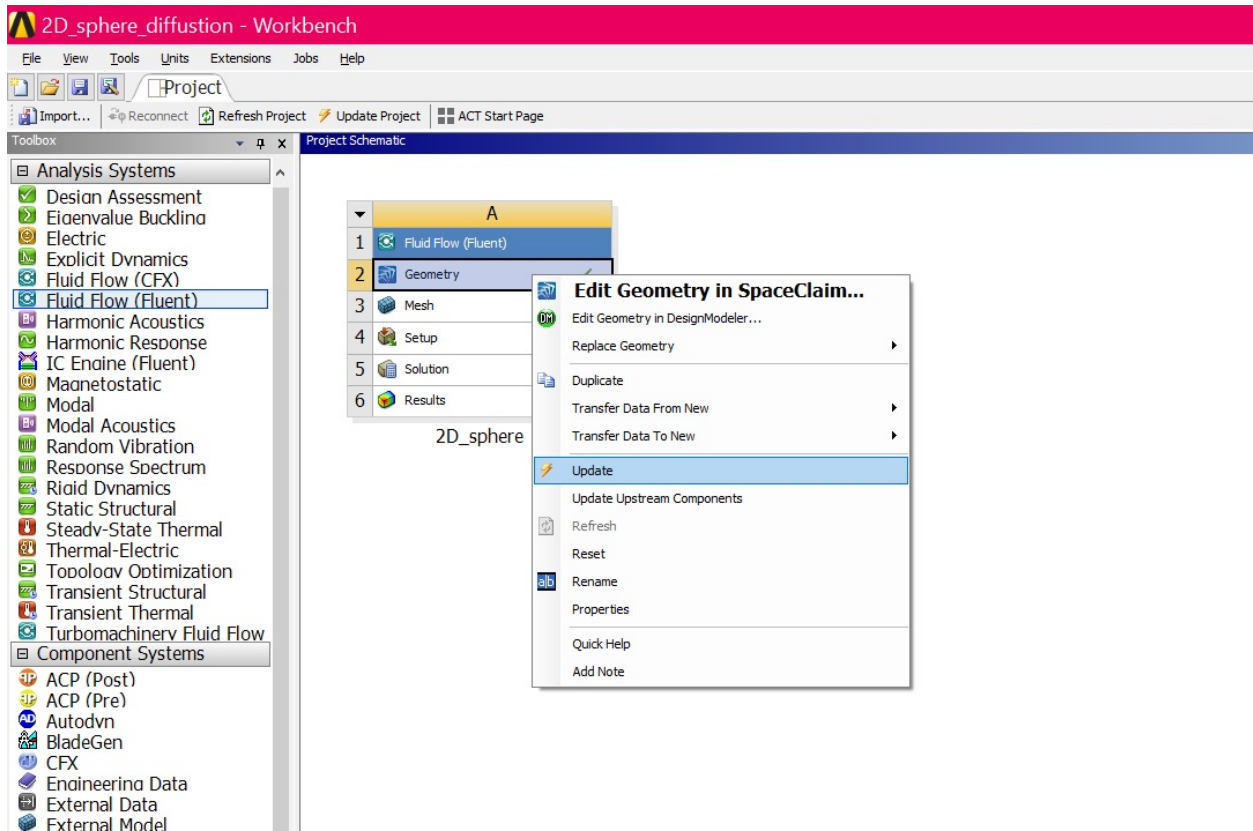 2D_sphere_diffustion - Workbench
File View Tools Units Extensions Jobs Help
Project
Import... Reconnect Refresh Project Update Project ACT Start Page
Toolbox
Project Schematic
Analysis Systems
Design Assessment
Eigenvalue Buckling
Electric
Explicit Dynamics
Fluid Flow (CFX)
Fluid Flow (Fluent)
Harmonic Acoustics
Harmonic Response
IC Engine (Fluent)
Magnetostatic
Modal
Modal Acoustics
Random Vibration
Response Spectrum
Rigid Dynamics
Static Structural
Steady-State Thermal
Thermal-Electric
Topology Optimization
Transient Structural
Transient Thermal
Turbomachinery Fluid Flow
Component Systems
ACP (Post)
ACP (Pre)
Autodyn
BladeGen
CFX
Engineering Data
External Data
External Model
A
1 Fluid Flow (Fluent)
2 Geometry
3 Mesh
4 Setup
5 Solution
6 Results
2D_sphere
Edit Geometry in SpaceClaim...
DM Edit Geometry in DesignModeler...
Replace Geometry
Duplicate
Transfer Data From New
Transfer Data To New
Update
Update Upstream Components
Refresh
Reset
a|b Rename
Properties
Quick Help
Add Note